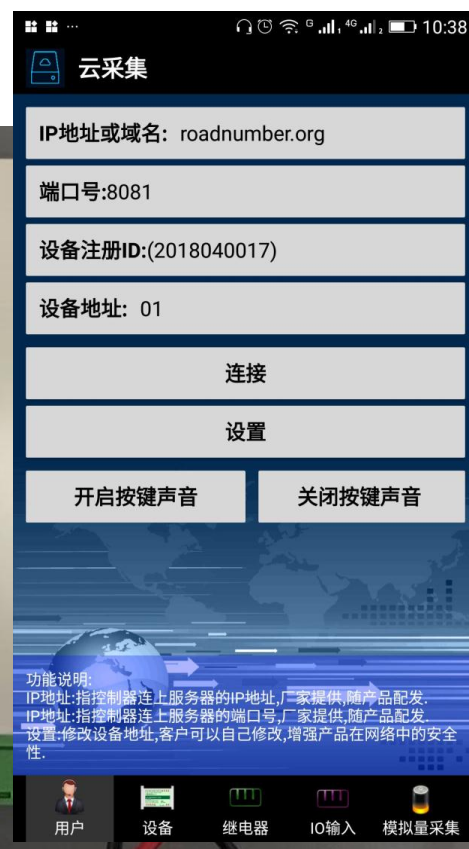 G 1 4G 2 10:38
云采集
IP地址或域名: roadnumber.org
端口号:8081
设备注册ID:(2018040017)
设备地址: 01
连接
设置
开启按键声音 关闭按键声音
功能说明:
IP地址:指控制器连上服务器的IP地址,厂家提供,随产品配发.
IP地址:指控制器连上服务器的端口号,厂家提供,随产品配发.
设置:修改设备地址,客户可以自己修改,增强产品在网络中的安全
性.
用户 设备 继电器 IO输入 模拟量采集